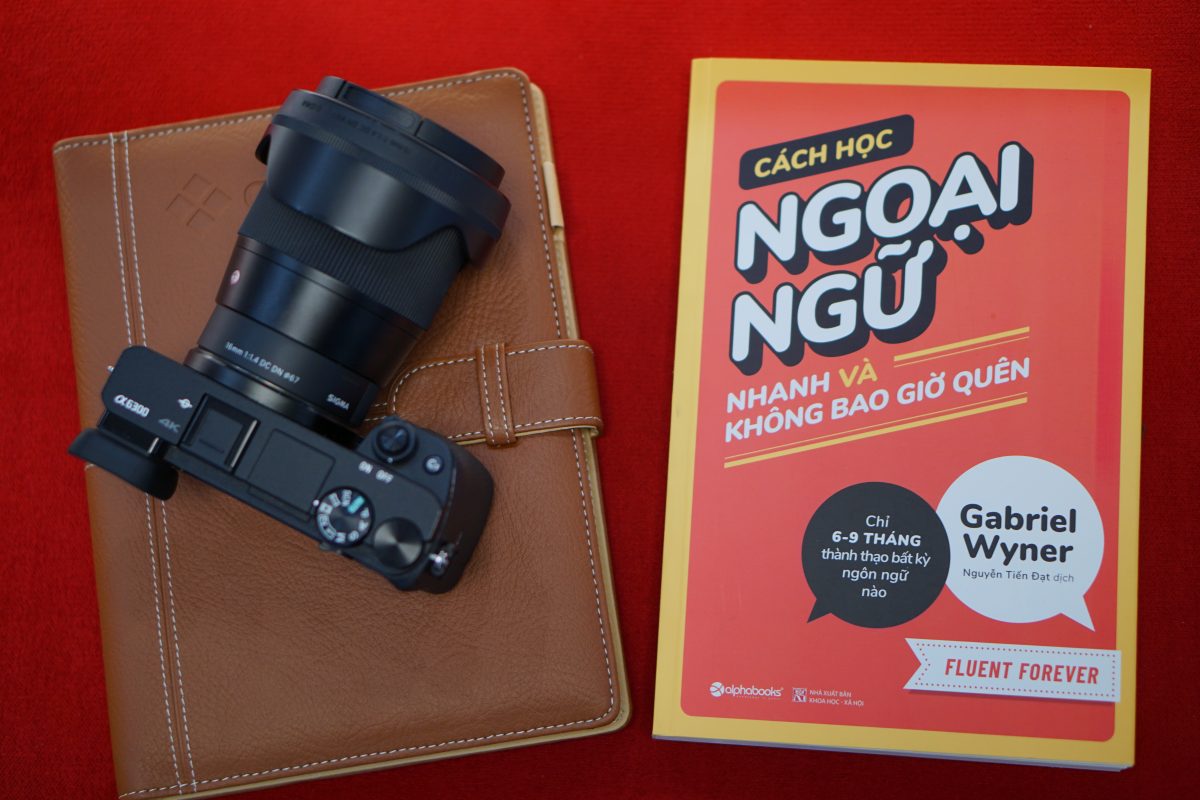 16mm 1:1.4 DC DN ø67
SIGMA
α6300
4K
ON OFF
CÁCH HỌC
NGOẠI
NGỮ
NHANH VÀ
KHÔNG BAO GIỜ QUÊN
Chỉ
6-9 THÁNG
thành thạo bất kỳ
ngôn ngữ
nào
Gabriel
Wyner
Nguyễn Tiến Đạt dịch
FLUENT FOREVER
alphabooks
NHÀ XUẤT BẢN
KHOA HỌC - XÃ HỘI